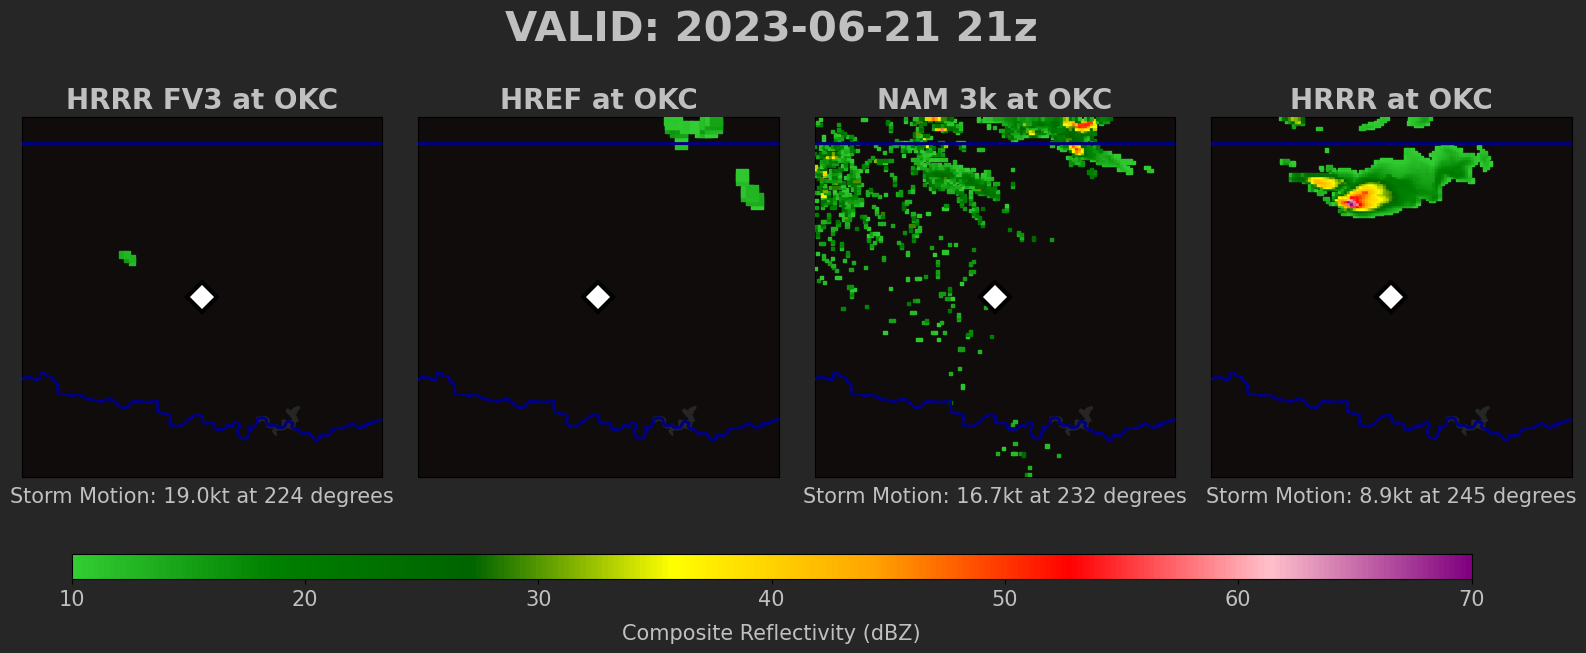 VALID: 2023-06-21 21z
HRRR FV3 at OKC
HREF at OKC
NAM 3k at OKC
HRRR at OKC
Storm Motion: 19.0kt at 224 degrees
Storm Motion: 16.7kt at 232 degrees
Storm Motion: 8.9kt at 245 degrees
10 20 30 40 50 60 70
Composite Reflectivity (dBZ)